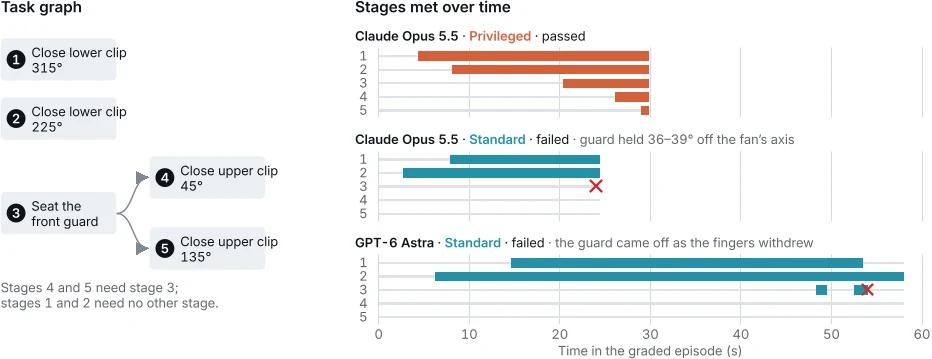 Task graph
1 Close lower clip
315°
2 Close lower clip
225°
4 Close upper clip
45°
3 Seat the
front guard
5 Close upper clip
135°
Stages 4 and 5 need stage 3;
stages 1 and 2 need no other stage.
Stages met over time
Claude Opus 5.5 · Privileged · passed
1
2
3
4
5
Claude Opus 5.5 · Standard · failed · guard held 36–39° off the fan’s axis
1
2
3
4
5
GPT-6 Astra · Standard · failed · the guard came off as the fingers withdrew
1
2
3
4
5
0 10 20 30 40 50 60
Time in the graded episode (s)